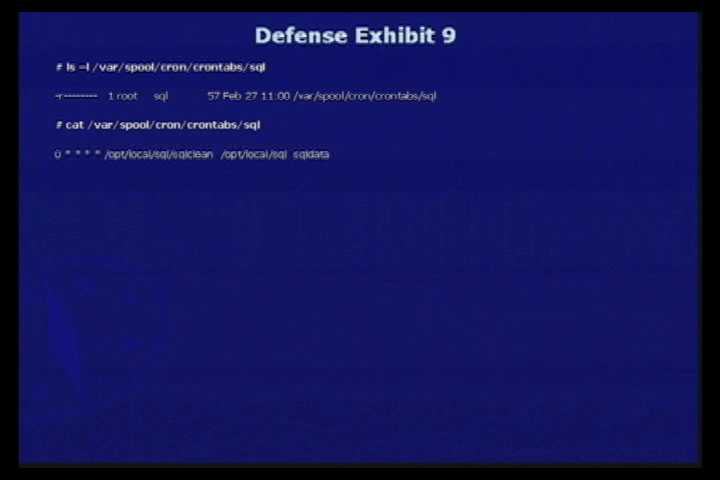 Defense Exhibit 9
# ls -l /var/spool/cron/crontabs/sql
-r-------- 1 root sql 57 Feb 27 11:00 /var/spool/cron/crontabs/sql
# cat /var/spool/cron/crontabs/sql
0 * * * * /opt/local/sql/sqlclean /opt/local/sql sqldata